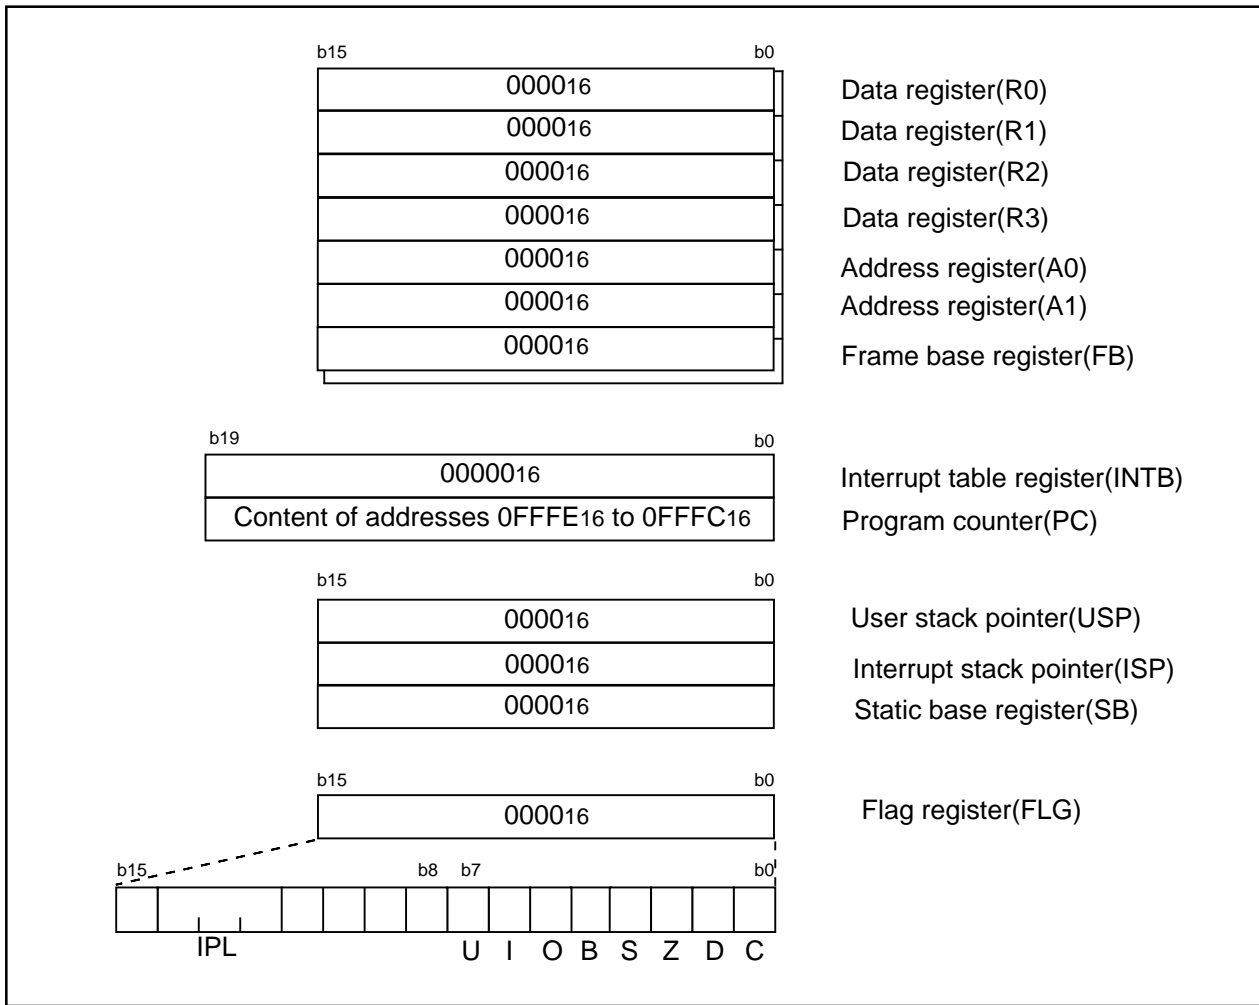 b15 b0
000016 Data register(R0)
000016 Data register(R1)
000016 Data register(R2)
000016 Data register(R3)
000016 Address register(A0)
000016 Address register(A1)
000016 Frame base register(FB)
b19 b0
0000016 Interrupt table register(INTB)
Content of addresses 0FFFE16 to 0FFFC16 Program counter(PC)
b15 b0
000016 User stack pointer(USP)
000016 Interrupt stack pointer(ISP)
000016 Static base register(SB)
b15 b0
000016 Flag register(FLG)
b15 b8 b7 b0
IPL U I O B S Z D C